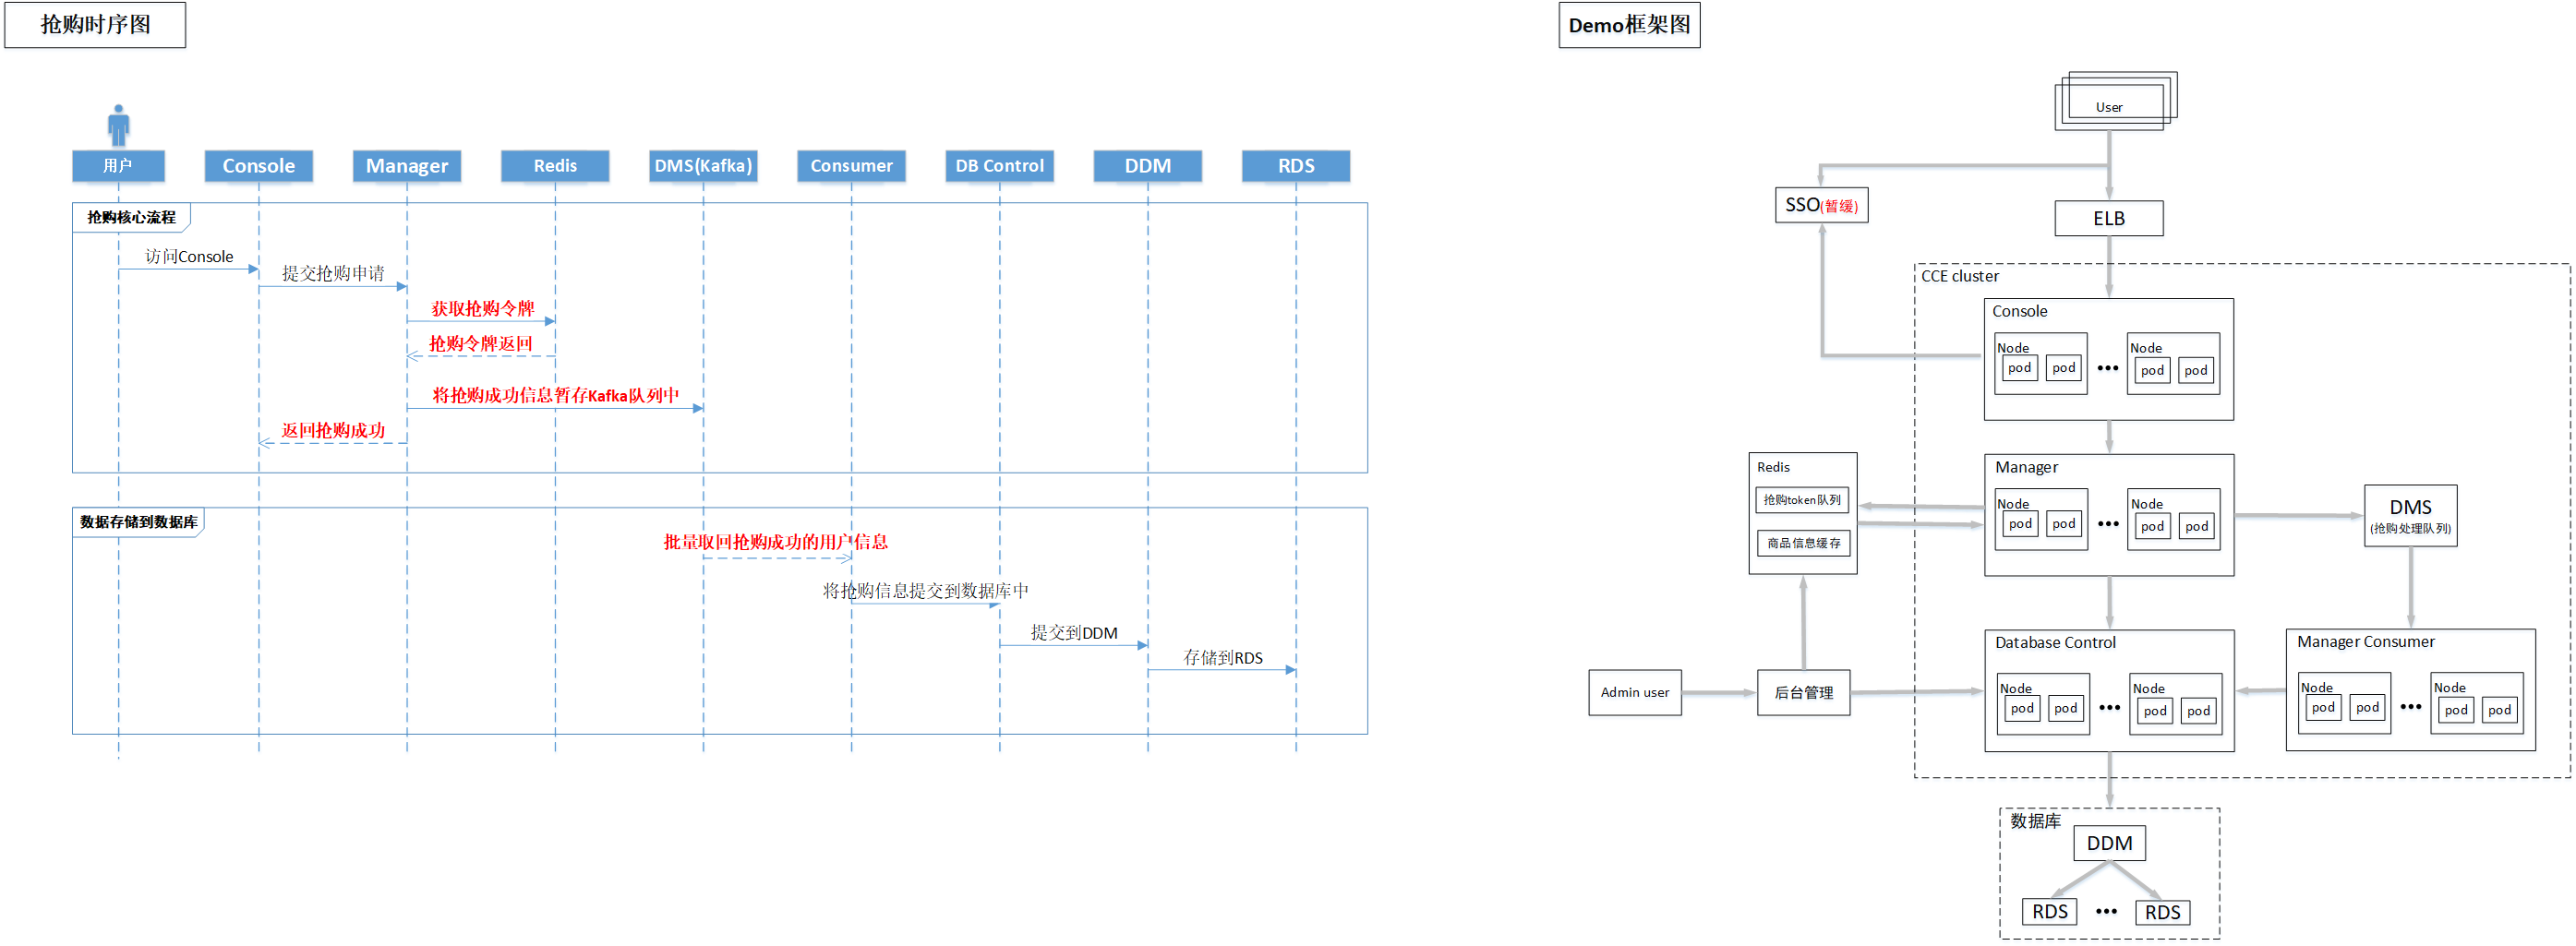 抢购时序图
用户
Console
Manager
Redis
DMS(Kafka)
Consumer
DB Control
DDM
RDS
抢购核心流程
访问Console
提交抢购申请
获取抢购令牌
抢购令牌返回
将抢购成功信息暂存Kafka队列中
返回抢购成功
数据存储到数据库
批量取回抢购成功的用户信息
将抢购信息提交到数据库中
提交到DDM
存储到RDS
Demo框架图
User
SSO(暂缓)
ELB
CCE cluster
Console
Node
pod
pod
•••
Node
pod
pod
Redis
抢购token队列
商品信息缓存
Manager
Node
pod
pod
•••
Node
pod
pod
DMS
(抢购处理队列)
Admin user
后台管理
Database Control
Node
pod
pod
•••
Node
pod
pod
Manager Consumer
Node
pod
pod
•••
Node
pod
pod
数据库
DDM
RDS
•••
RDS